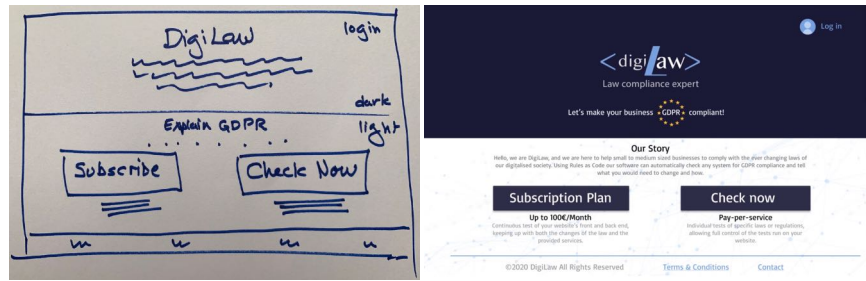 login
DigiLaw
dark
Explain GDPR
light
Subscribe
Check Now
Log in
<digi law>
Law compliance expert
Let's make your business GDPR compliant!
Our Story
Hello, we are DigiLaw, and we are here to help small to medium sized businesses to comply with the ever changing laws of
our digitalised society. Using Rules as Code our software can automatically check any system for GDPR compliance and tell
what you would need to change and how.
Subscription Plan
Check now
Up to 100€/Month
Continuous test of your website's front and back end,
keeping up with both the changes of the law and the
provided services.
Pay-per-service
Individual tests of specific laws or regulations,
allowing full control of the tests run on your
website.
©2020 DigiLaw All Rights Reserved
Terms & Conditions
Contact